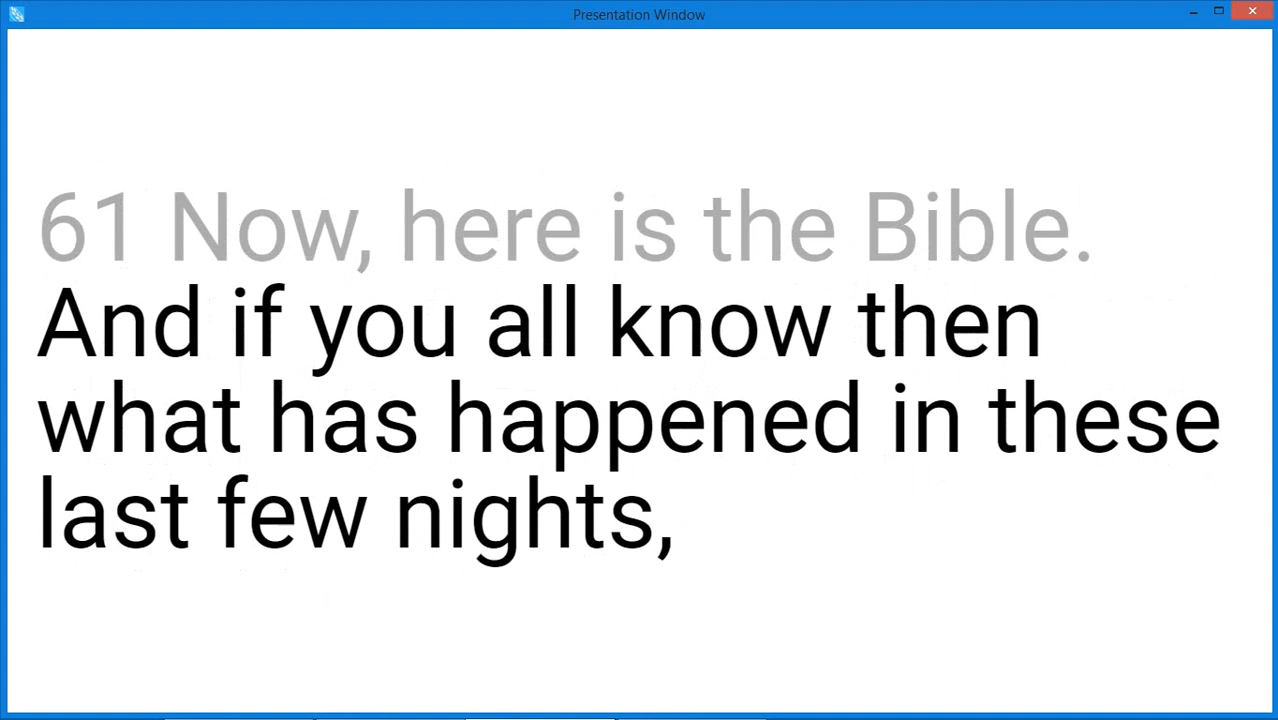 Presentation Window
61 Now, here is the Bible.
And if you all know then
what has happened in these
last few nights,